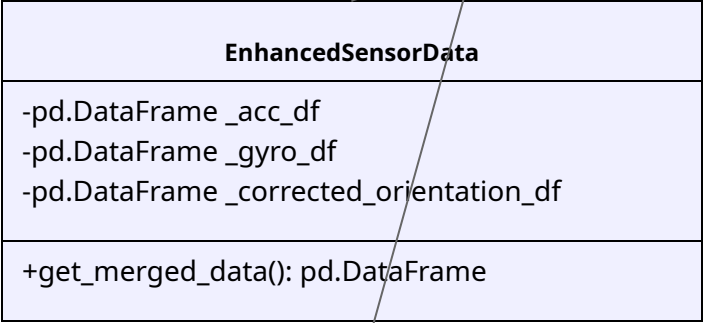 EnhancedSensorData
-pd.DataFrame _acc_df
-pd.DataFrame _gyro_df
-pd.DataFrame _corrected_orientation_df
+get_merged_data(): pd.DataFrame